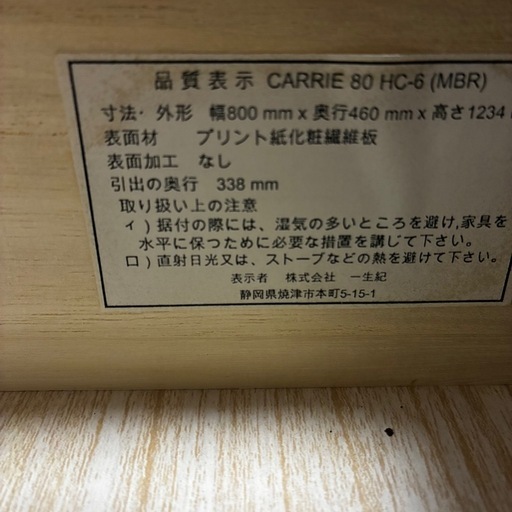 品質表示 CARRIE 80 HC-6 (MBR)
寸法・外形 幅800 mm x 奥行460 mm x 高さ1234
表面材 プリント紙化粧繊維板
表面加工 なし
引出の奥行 338 mm
取り扱い上の注意
イ）据付の際には、湿気の多いところを避け,家具を
水平に保つために必要な措置を講じて下さい。
ロ）直射日光又は、ストーブなどの熱を避けて下さい。
表示者 株式会社 一生紀
静岡県焼津市本町5-15-1